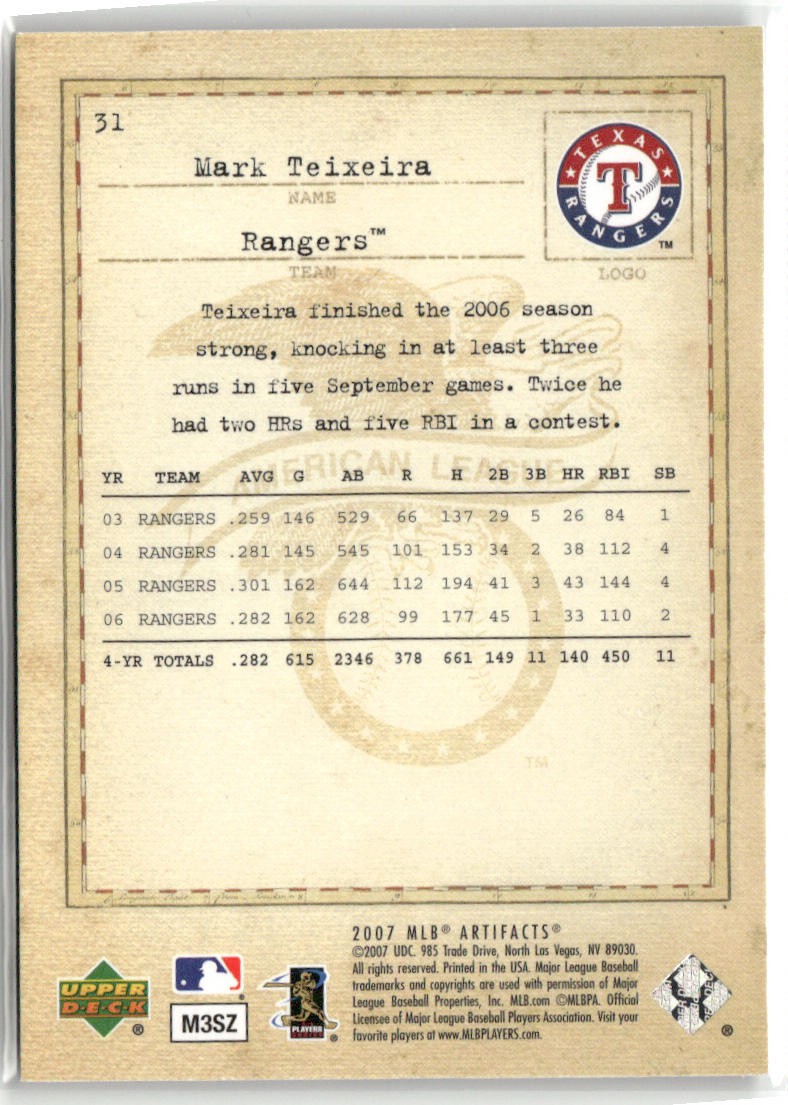 31
Mark Teixeira
NAME
Rangers™
TEAM
TEXAS
T
RANGERS
™
LOGO
Teixeira finished the 2006 season
strong, knocking in at least three
runs in five September games. Twice he
had two HRs and five RBI in a contest.
AMERICAN LEAGUE
YR TEAM AVG G AB R H 2B 3B HR RBI SB
03 RANGERS .259 146 529 66 137 29 5 26 84 1
04 RANGERS .281 145 545 101 153 34 2 38 112 4
05 RANGERS .301 162 644 112 194 41 3 43 144 4
06 RANGERS .282 162 628 99 177 45 1 33 110 2
4-YR TOTALS .282 615 2346 378 661 149 11 140 450 11
TM
2007 MLB® ARTIFACTS®
©2007 UDC. 985 Trade Drive, North Las Vegas, NV 89030.
All rights reserved. Printed in the USA. Major League Baseball
trademarks and copyrights are used with permission of Major
League Baseball Properties, Inc. MLB.com ©MLBPA. Official
Licensee of Major League Baseball Players Association. Visit your
favorite players at www.MLBPLAYERS.com.
UPPER
D·E·C·K
®
®
M3SZ
PLAYERS
CHOICE
®
®